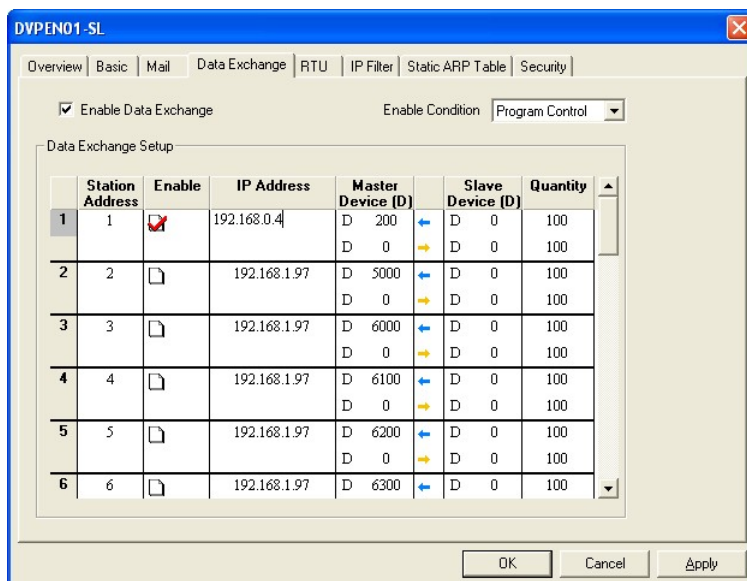 DVPEN01-SL
Overview Basic Mail Data Exchange RTU IP Filter Static ARP Table Security
Enable Data Exchange Enable Condition Program Control
Data Exchange Setup
Station Address Enable IP Address Master Device (D) Slave Device (D) Quantity
1 1 192.168.0.4 D 200 D 0 100
D 0 D 0 100
2 2 192.168.1.97 D 5000 D 0 100
D 0 D 0 100
3 3 192.168.1.97 D 6000 D 0 100
D 0 D 0 100
4 4 192.168.1.97 D 6100 D 0 100
D 0 D 0 100
5 5 192.168.1.97 D 6200 D 0 100
D 0 D 0 100
6 6 192.168.1.97 D 6300 D 0 100
OK Cancel Apply